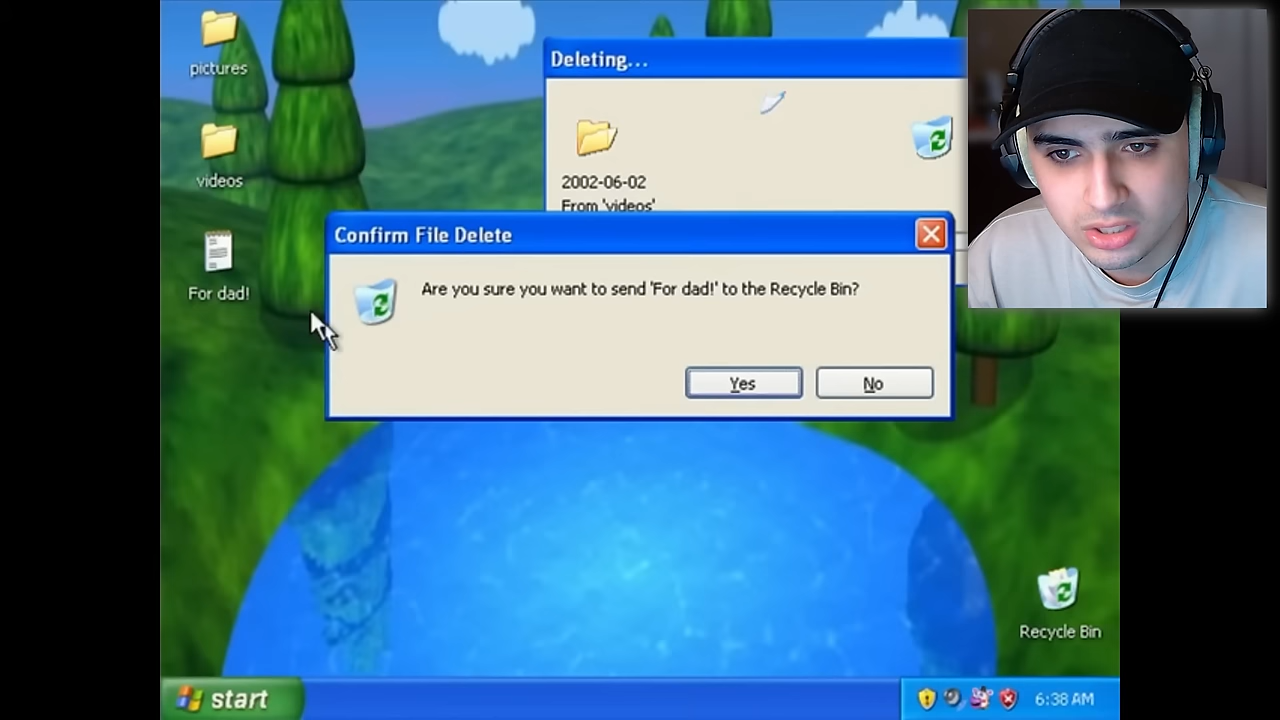 pictures
videos
For dad!
Deleting...
2002-06-02
From 'videos'
Confirm File Delete
Are you sure you want to send 'For dad!' to the Recycle Bin?
Yes
No
Recycle Bin
start
6:38 AM